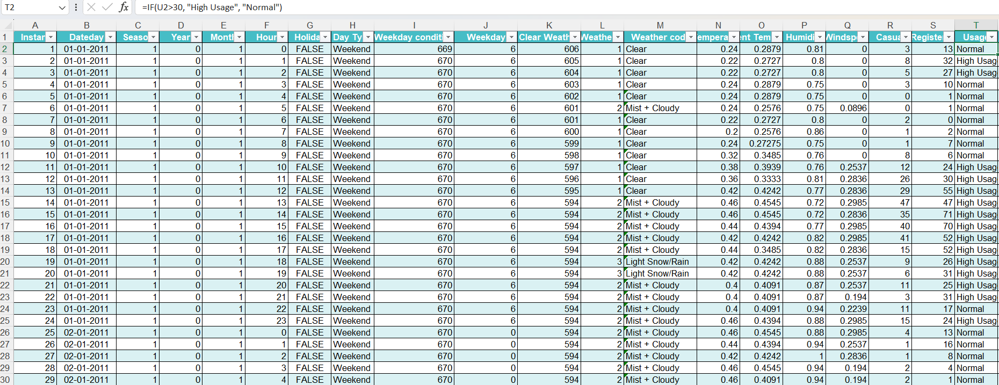 T2 fx =IF(U2>30, "High Usage", "Normal")
A B C D E F G H I J K L M N O P Q R S T
1 Instan Dateday Seaso Year Month Hour Holida Day Ty Weekday conditi Weekday Clear Weath Weathe Weather cod empera nt Tem Humidi Windsp Casua Registe Usag
2 1 01-01-2011 1 0 1 0 FALSE Weekend 669 6 606 1 Clear 0.24 0.2879 0.81 0 3 13 Normal
3 2 01-01-2011 1 0 1 1 FALSE Weekend 670 6 605 1 Clear 0.22 0.2727 0.8 0 8 32 High Usag
4 3 01-01-2011 1 0 1 2 FALSE Weekend 670 6 604 1 Clear 0.22 0.2727 0.8 0 5 27 High Usag
5 4 01-01-2011 1 0 1 3 FALSE Weekend 670 6 603 1 Clear 0.24 0.2879 0.75 0 3 10 Normal
6 5 01-01-2011 1 0 1 4 FALSE Weekend 670 6 602 1 Clear 0.24 0.2879 0.75 0 0 1 Normal
7 6 01-01-2011 1 0 1 5 FALSE Weekend 670 6 601 2 Mist + Cloudy 0.24 0.2576 0.75 0.0896 0 1 Normal
8 7 01-01-2011 1 0 1 6 FALSE Weekend 670 6 601 1 Clear 0.22 0.2727 0.8 0 2 0 Normal
9 8 01-01-2011 1 0 1 7 FALSE Weekend 670 6 600 1 Clear 0.2 0.2576 0.86 0 1 2 Normal
10 9 01-01-2011 1 0 1 8 FALSE Weekend 670 6 599 1 Clear 0.24 0.27275 0.75 0 1 7 Normal
11 10 01-01-2011 1 0 1 9 FALSE Weekend 670 6 598 1 Clear 0.32 0.3485 0.76 0 8 6 Normal
12 11 01-01-2011 1 0 1 10 FALSE Weekend 670 6 597 1 Clear 0.38 0.3939 0.76 0.2537 12 24 High Usag
13 12 01-01-2011 1 0 1 11 FALSE Weekend 670 6 596 1 Clear 0.36 0.3333 0.81 0.2836 26 30 High Usag
14 13 01-01-2011 1 0 1 12 FALSE Weekend 670 6 595 1 Clear 0.42 0.4242 0.77 0.2836 29 55 High Usag
15 14 01-01-2011 1 0 1 13 FALSE Weekend 670 6 594 2 Mist + Cloudy 0.46 0.4545 0.72 0.2985 47 47 High Usag
16 15 01-01-2011 1 0 1 14 FALSE Weekend 670 6 594 2 Mist + Cloudy 0.46 0.4545 0.72 0.2836 35 71 High Usag
17 16 01-01-2011 1 0 1 15 FALSE Weekend 670 6 594 2 Mist + Cloudy 0.44 0.4394 0.77 0.2985 40 70 High Usag
18 17 01-01-2011 1 0 1 16 FALSE Weekend 670 6 594 2 Mist + Cloudy 0.42 0.4242 0.82 0.2985 41 52 High Usag
19 18 01-01-2011 1 0 1 17 FALSE Weekend 670 6 594 2 Mist + Cloudy 0.44 0.3485 0.82 0.2836 15 52 High Usag
20 19 01-01-2011 1 0 1 18 FALSE Weekend 670 6 594 3 Light Snow/Rain 0.42 0.4242 0.88 0.2537 9 26 High Usag
21 20 01-01-2011 1 0 1 19 FALSE Weekend 670 6 594 3 Light Snow/Rain 0.42 0.4242 0.88 0.2537 6 31 High Usag
22 21 01-01-2011 1 0 1 20 FALSE Weekend 670 6 594 2 Mist + Cloudy 0.4 0.4091 0.87 0.2537 11 25 High Usag
23 22 01-01-2011 1 0 1 21 FALSE Weekend 670 6 594 2 Mist + Cloudy 0.4 0.4091 0.87 0.194 3 31 High Usag
24 23 01-01-2011 1 0 1 22 FALSE Weekend 670 6 594 2 Mist + Cloudy 0.4 0.4091 0.94 0.2239 11 17 Normal
25 24 01-01-2011 1 0 1 23 FALSE Weekend 670 6 594 2 Mist + Cloudy 0.46 0.4394 0.88 0.2985 15 24 High Usag
26 25 02-01-2011 1 0 1 0 FALSE Weekend 670 0 594 2 Mist + Cloudy 0.46 0.4545 0.88 0.2985 4 13 Normal
27 26 02-01-2011 1 0 1 1 FALSE Weekend 670 0 594 2 Mist + Cloudy 0.44 0.4394 0.94 0.2537 1 16 Normal
28 27 02-01-2011 1 0 1 2 FALSE Weekend 670 0 594 2 Mist + Cloudy 0.42 0.4242 1 0.2836 1 8 Normal
29 28 02-01-2011 1 0 1 3 FALSE Weekend 670 0 594 2 Mist + Cloudy 0.46 0.4545 0.94 0.194 2 4 Normal
30 29 02-01-2011 1 0 1 4 FALSE Weekend 670 0 594 2 Mist + Cloudy 0.46 0.4091 0.94 0.194 2 1 Normal